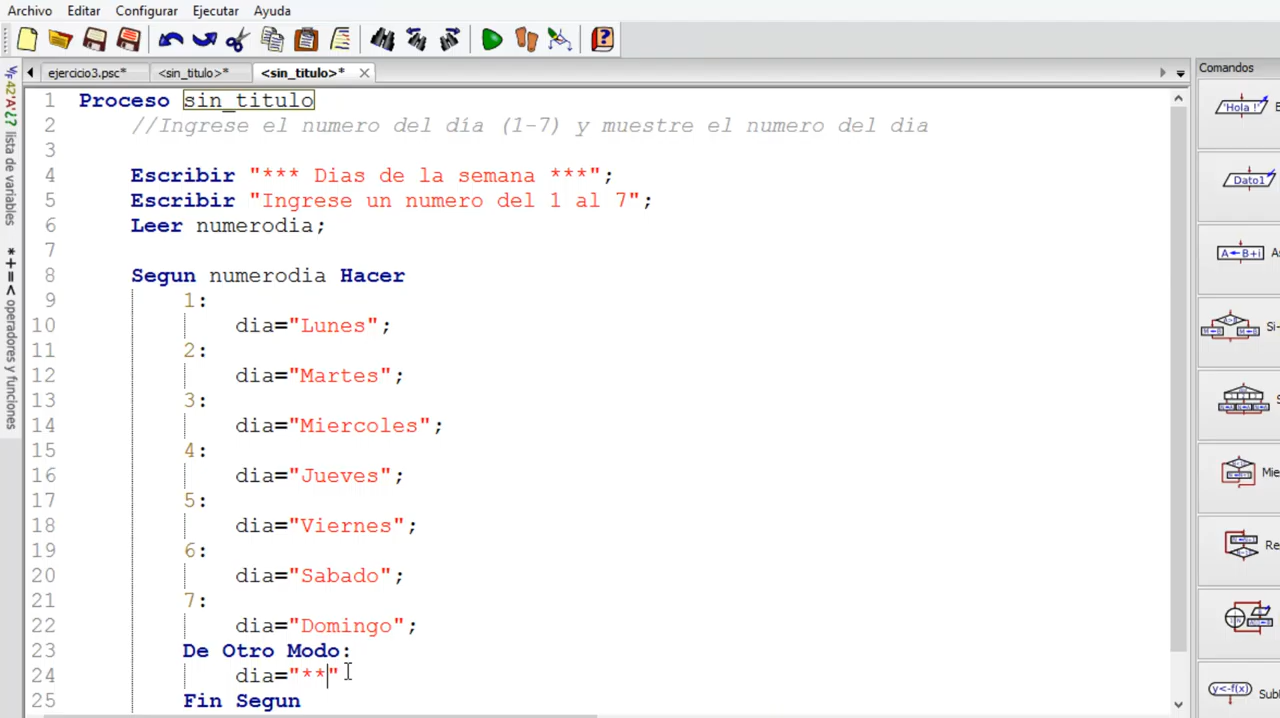 Archivo Editar Configurar Ejecutar Ayuda
ejercicio3.psc* <sin_titulo>* <sin_titulo>*
Comandos
lista de variables
*+=< operadores y funciones
1 Proceso sin_titulo
2 //Ingrese el numero del día (1-7) y muestre el numero del dia
3
4 Escribir "*** Dias de la semana ***";
5 Escribir "Ingrese un numero del 1 al 7";
6 Leer numerodia;
7
8 Segun numerodia Hacer
9 1:
10 dia="Lunes";
11 2:
12 dia="Martes";
13 3:
14 dia="Miercoles";
15 4:
16 dia="Jueves";
17 5:
18 dia="Viernes";
19 6:
20 dia="Sabado";
21 7:
22 dia="Domingo";
23 De Otro Modo:
24 dia="**"
25 Fin Segun
'Hola !' E
Dato1
A←B+i As
Si-
S
Mie
Re
y<-f(x) Sub